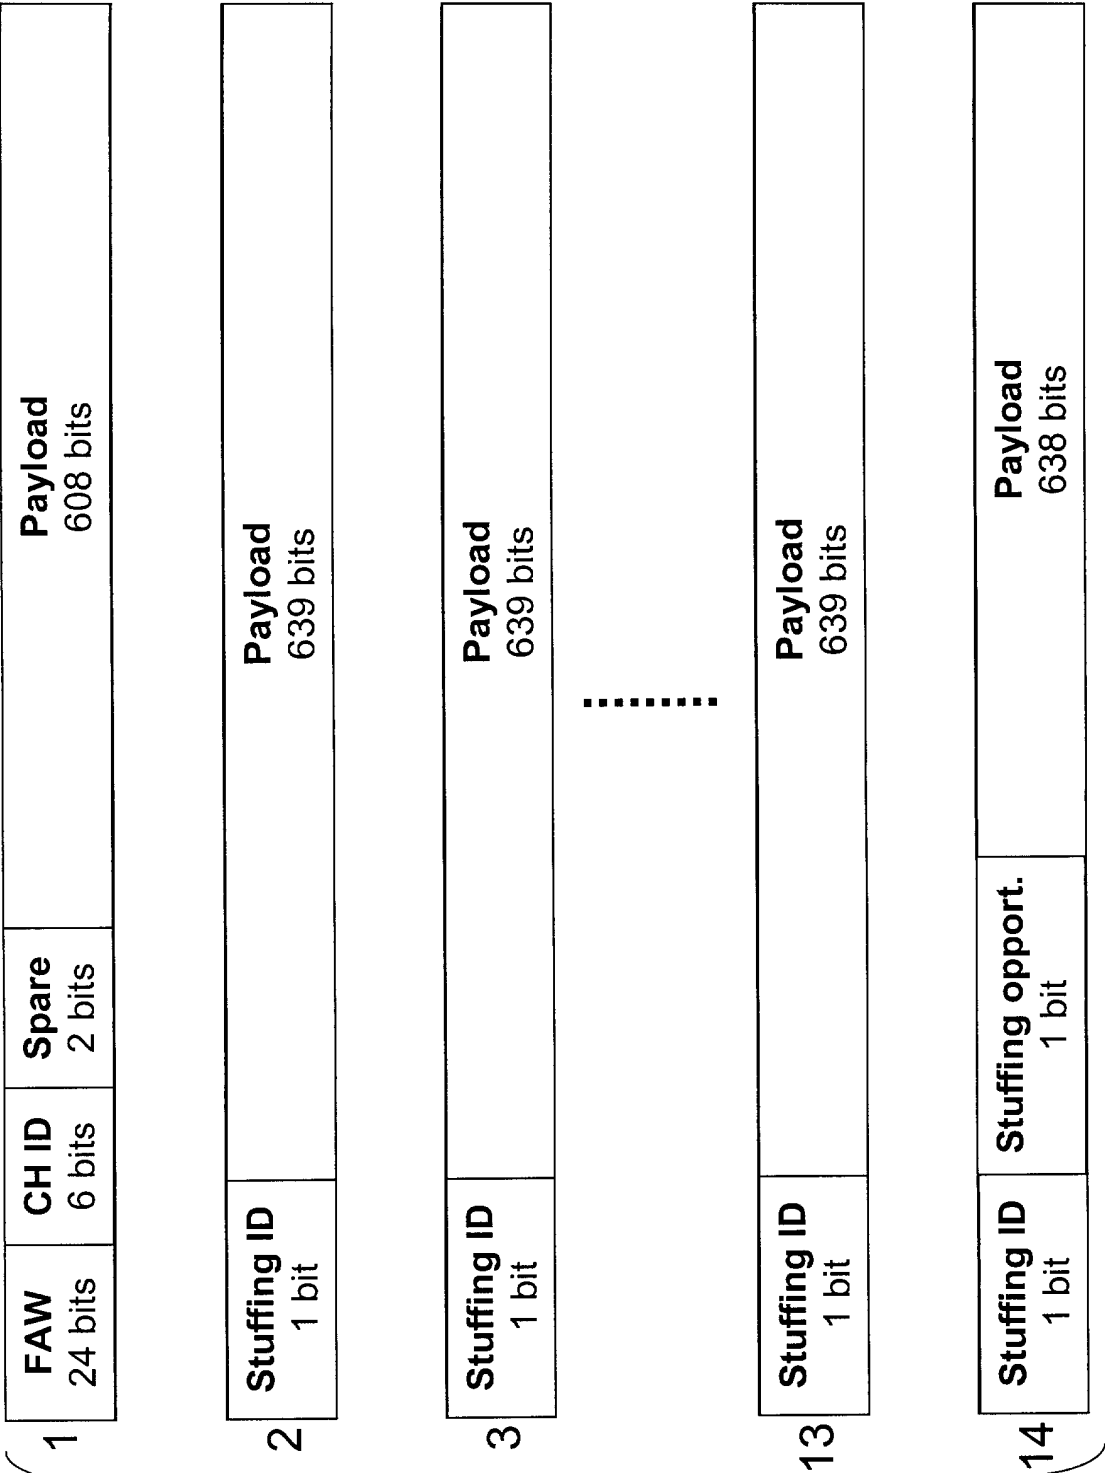 1
FAW
24 bits
CH ID
6 bits
Spare
2 bits
Payload
608 bits
2
Stuffing ID
1 bit
Payload
639 bits
3
Stuffing ID
1 bit
Payload
639 bits
13
Stuffing ID
1 bit
Payload
639 bits
14
Stuffing ID
1 bit
Stuffing opport.
1 bit
Payload
638 bits